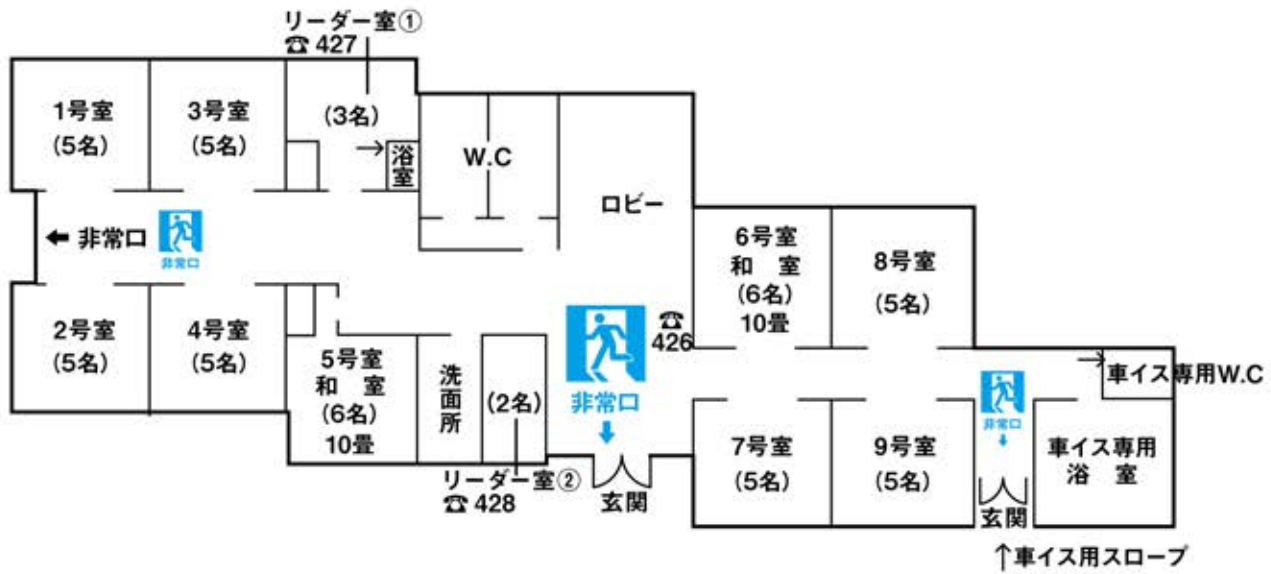 リーダー室①
☎ 427
1号室
(5名)
3号室
(5名)
(3名)
浴室
W.C
ロビー
← 非常口
非常口
2号室
(5名)
4号室
(5名)
5号室
和 室
(6名)
10畳
洗面所
(2名)
リーダー室②
☎ 428
非常口
↓
玄関
☎
426
6号室
和 室
(6名)
10畳
8号室
(5名)
7号室
(5名)
9号室
(5名)
非常口
↓
玄関
車イス専用W.C
車イス専用
浴 室
↑車イス用スロープ